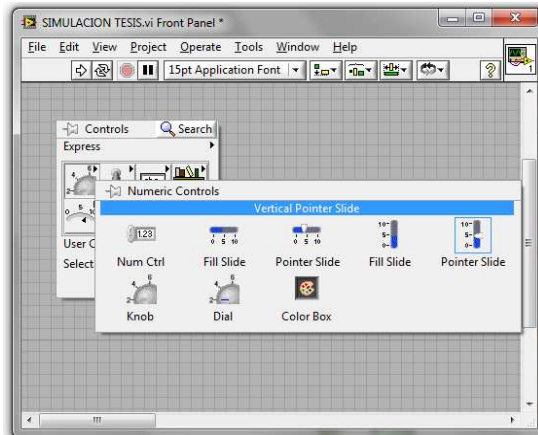 SIMULACION TESIS.vi Front Panel *
File Edit View Project Operate Tools Window Help
15pt Application Font
1
Controls Search
Express
Numeric Controls
Vertical Pointer Slide
1.23
0 5 10
0 5 10
10-
5-
0-
10-
5-
0-
User
Num Ctrl Fill Slide Pointer Slide Fill Slide Pointer Slide
Select
4 6
2
4 6
2
Knob Dial Color Box